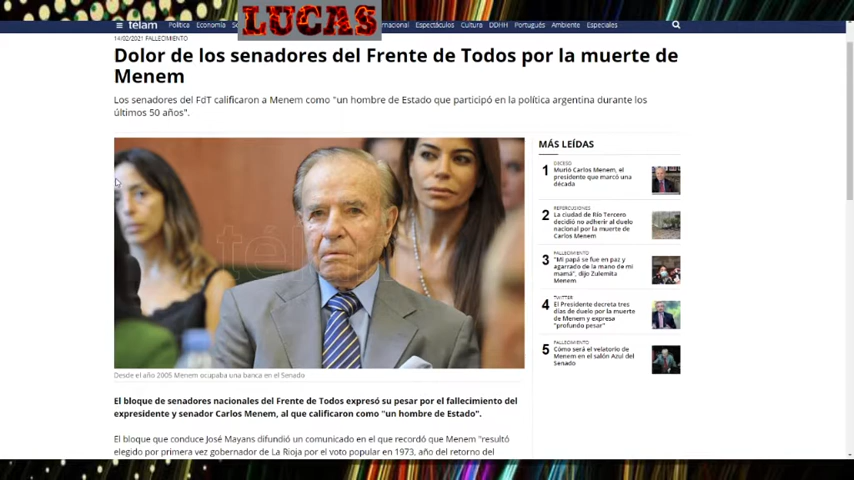 LUCAS
télam Política Economía Espectáculos Cultura DDHH Português Ambiente Especiales
14/02/2021 FALLECIMIENTO
Dolor de los senadores del Frente de Todos por la muerte de
Menem
Los senadores del FdT calificaron a Menem como "un hombre de Estado que participó en la política argentina durante los
últimos 50 años".
télam
Desde el año 2005 Menem ocupaba una banca en el Senado
El bloque de senadores nacionales del Frente de Todos expresó su pesar por el fallecimiento del
expresidente y senador Carlos Menem, al que calificaron como "un hombre de Estado".
El bloque que conduce José Mayans difundió un comunicado en el que recordó que Menem "resultó
elegido por primera vez gobernador de La Rioja por el voto popular en 1973, año del retorno del
MÁS LEÍDAS
1
DECESO
Murió Carlos Menem, el
presidente que marcó una
década
2
REPERCUSIONES
La ciudad de Río Tercero
decidió no adherir al duelo
nacional por la muerte de
Carlos Menem
3
FALLECIMIENTO
"Mi papá se fue en paz y
agarrado de la mano de mi
mamá", dijo Zulemita
Menem
4
TWITTER
El Presidente decreta tres
días de duelo por la muerte
de Menem y expresa
"profundo pesar"
5
FALLECIMIENTO
Cómo será el velatorio de
Menem en el salón Azul del
Senado